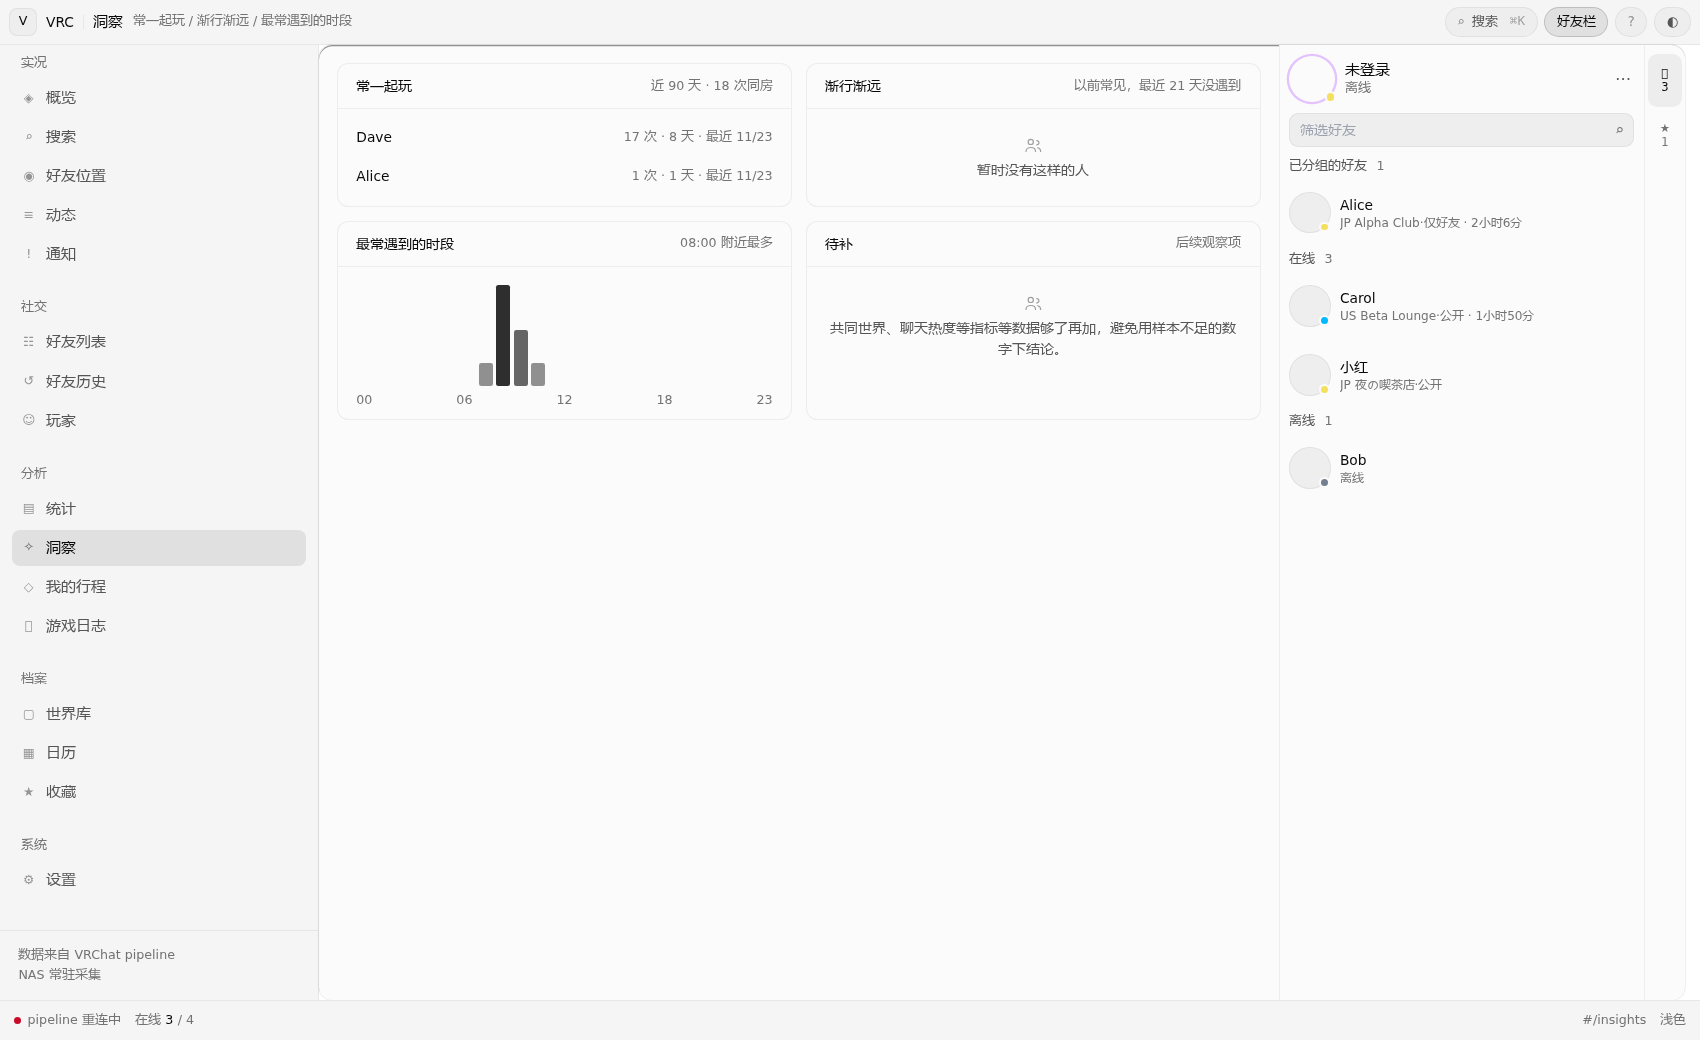 V VRC 洞察 常一起玩 / 渐行渐远 / 最常遇到的时段
搜索 ⌘K 好友栏 ?
实况
概览
搜索
好友位置
动态
通知
社交
好友列表
好友历史
玩家
分析
统计
洞察
我的行程
游戏日志
档案
世界库
日历
收藏
系统
设置
数据来自 VRChat pipeline
NAS 常驻采集
常一起玩 近 90 天 · 18 次同房
Dave 17 次 · 8 天 · 最近 11/23
Alice 1 次 · 1 天 · 最近 11/23
渐行渐远 以前常见，最近 21 天没遇到
暂时没有这样的人
最常遇到的时段 08:00 附近最多
00 06 12 18 23
待补 后续观察项
共同世界、聊天热度等指标等数据够了再加，避免用样本不足的数
字下结论。
未登录 ...
离线
筛选好友
已分组的好友 1
Alice
JP Alpha Club·仅好友 · 2小时6分
在线 3
Carol
US Beta Lounge·公开 · 1小时50分
小红
JP 夜の喫茶店·公开
离线 1
Bob
离线
3
★
1
pipeline 重连中 在线 3 / 4
#/insights 浅色